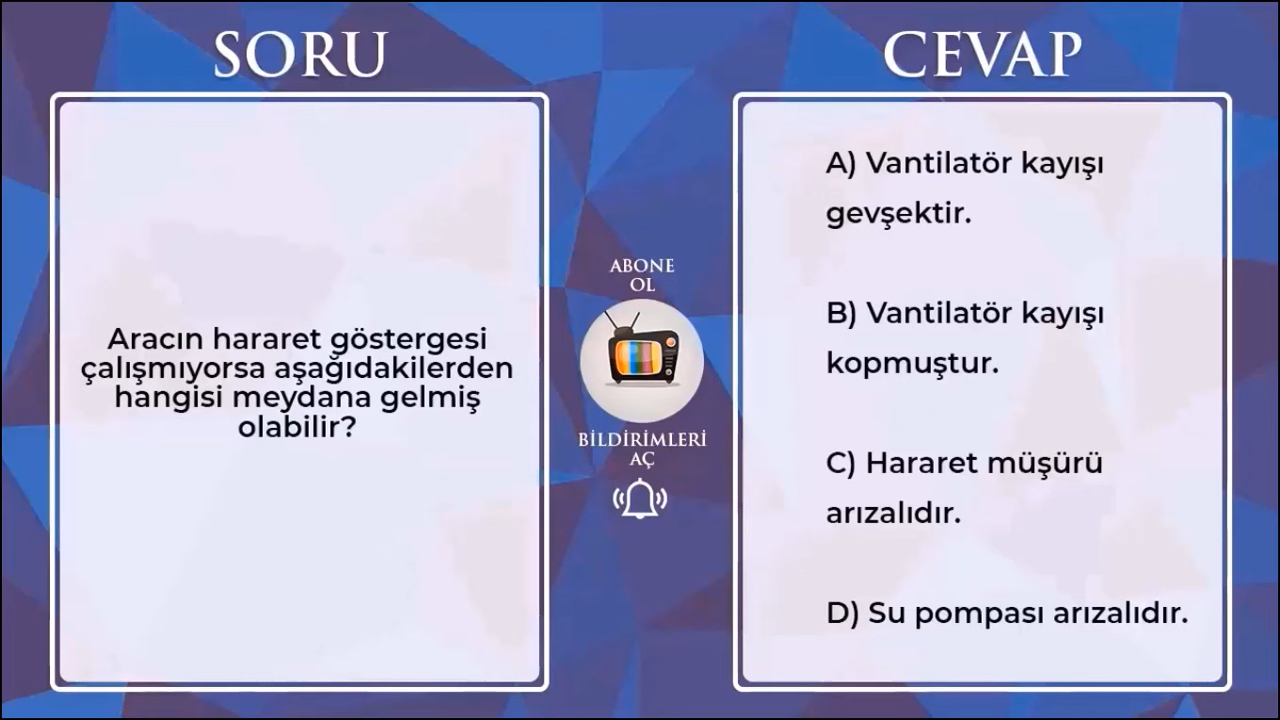 SORU
Aracın hararet göstergesi
çalışmıyorsa aşağıdakilerden
hangisi meydana gelmiş
olabilir?
ABONE
OL
BİLDİRİMLERİ
AÇ
CEVAP
A) Vantilatör kayışı
gevşektir.
B) Vantilatör kayışı
kopmuştur.
C) Hararet müşürü
arızalıdır.
D) Su pompası arızalıdır.